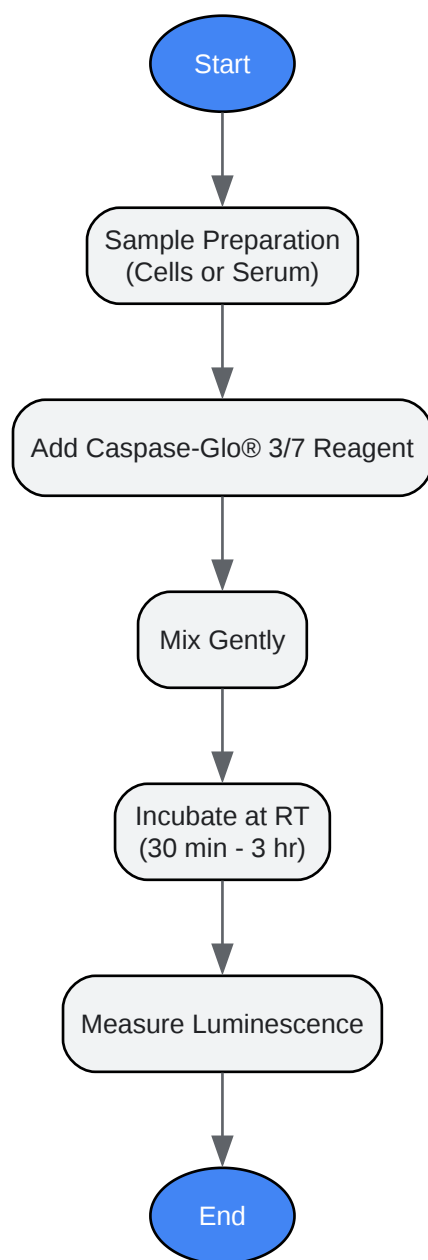 Start
Sample Preparation
(Cells or Serum)
Add Caspase-Glo® 3/7 Reagent
Mix Gently
Incubate at RT
(30 min - 3 hr)
Measure Luminescence
End